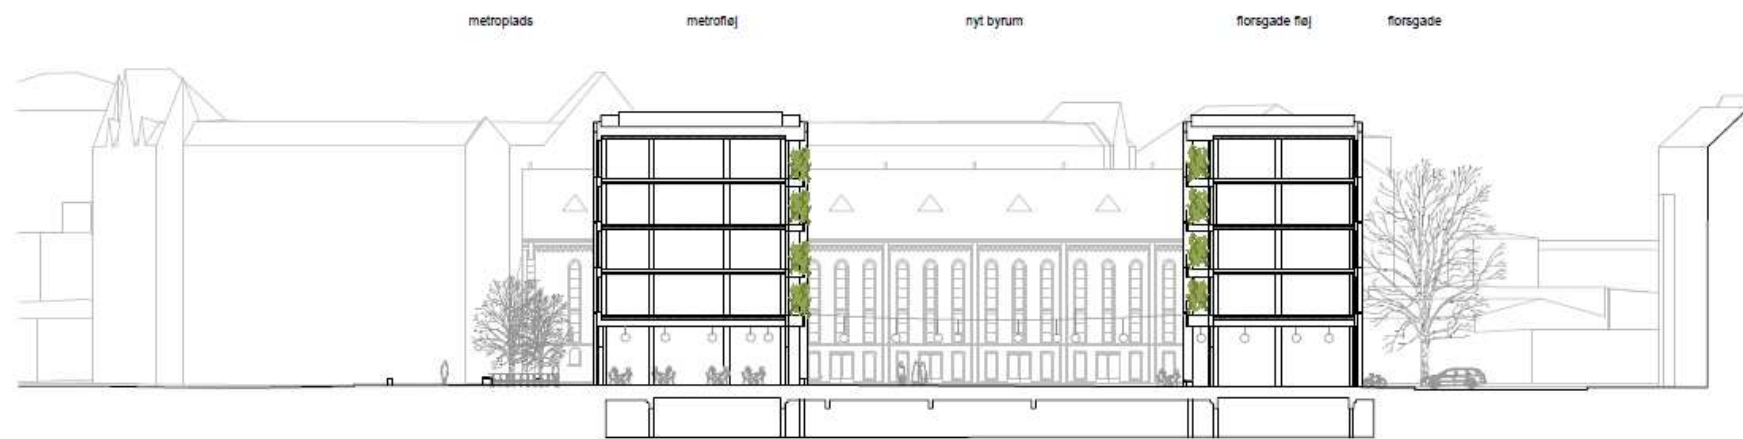 metroplads
metrofløj
nyt byrum
florsgade fløj
florsgade